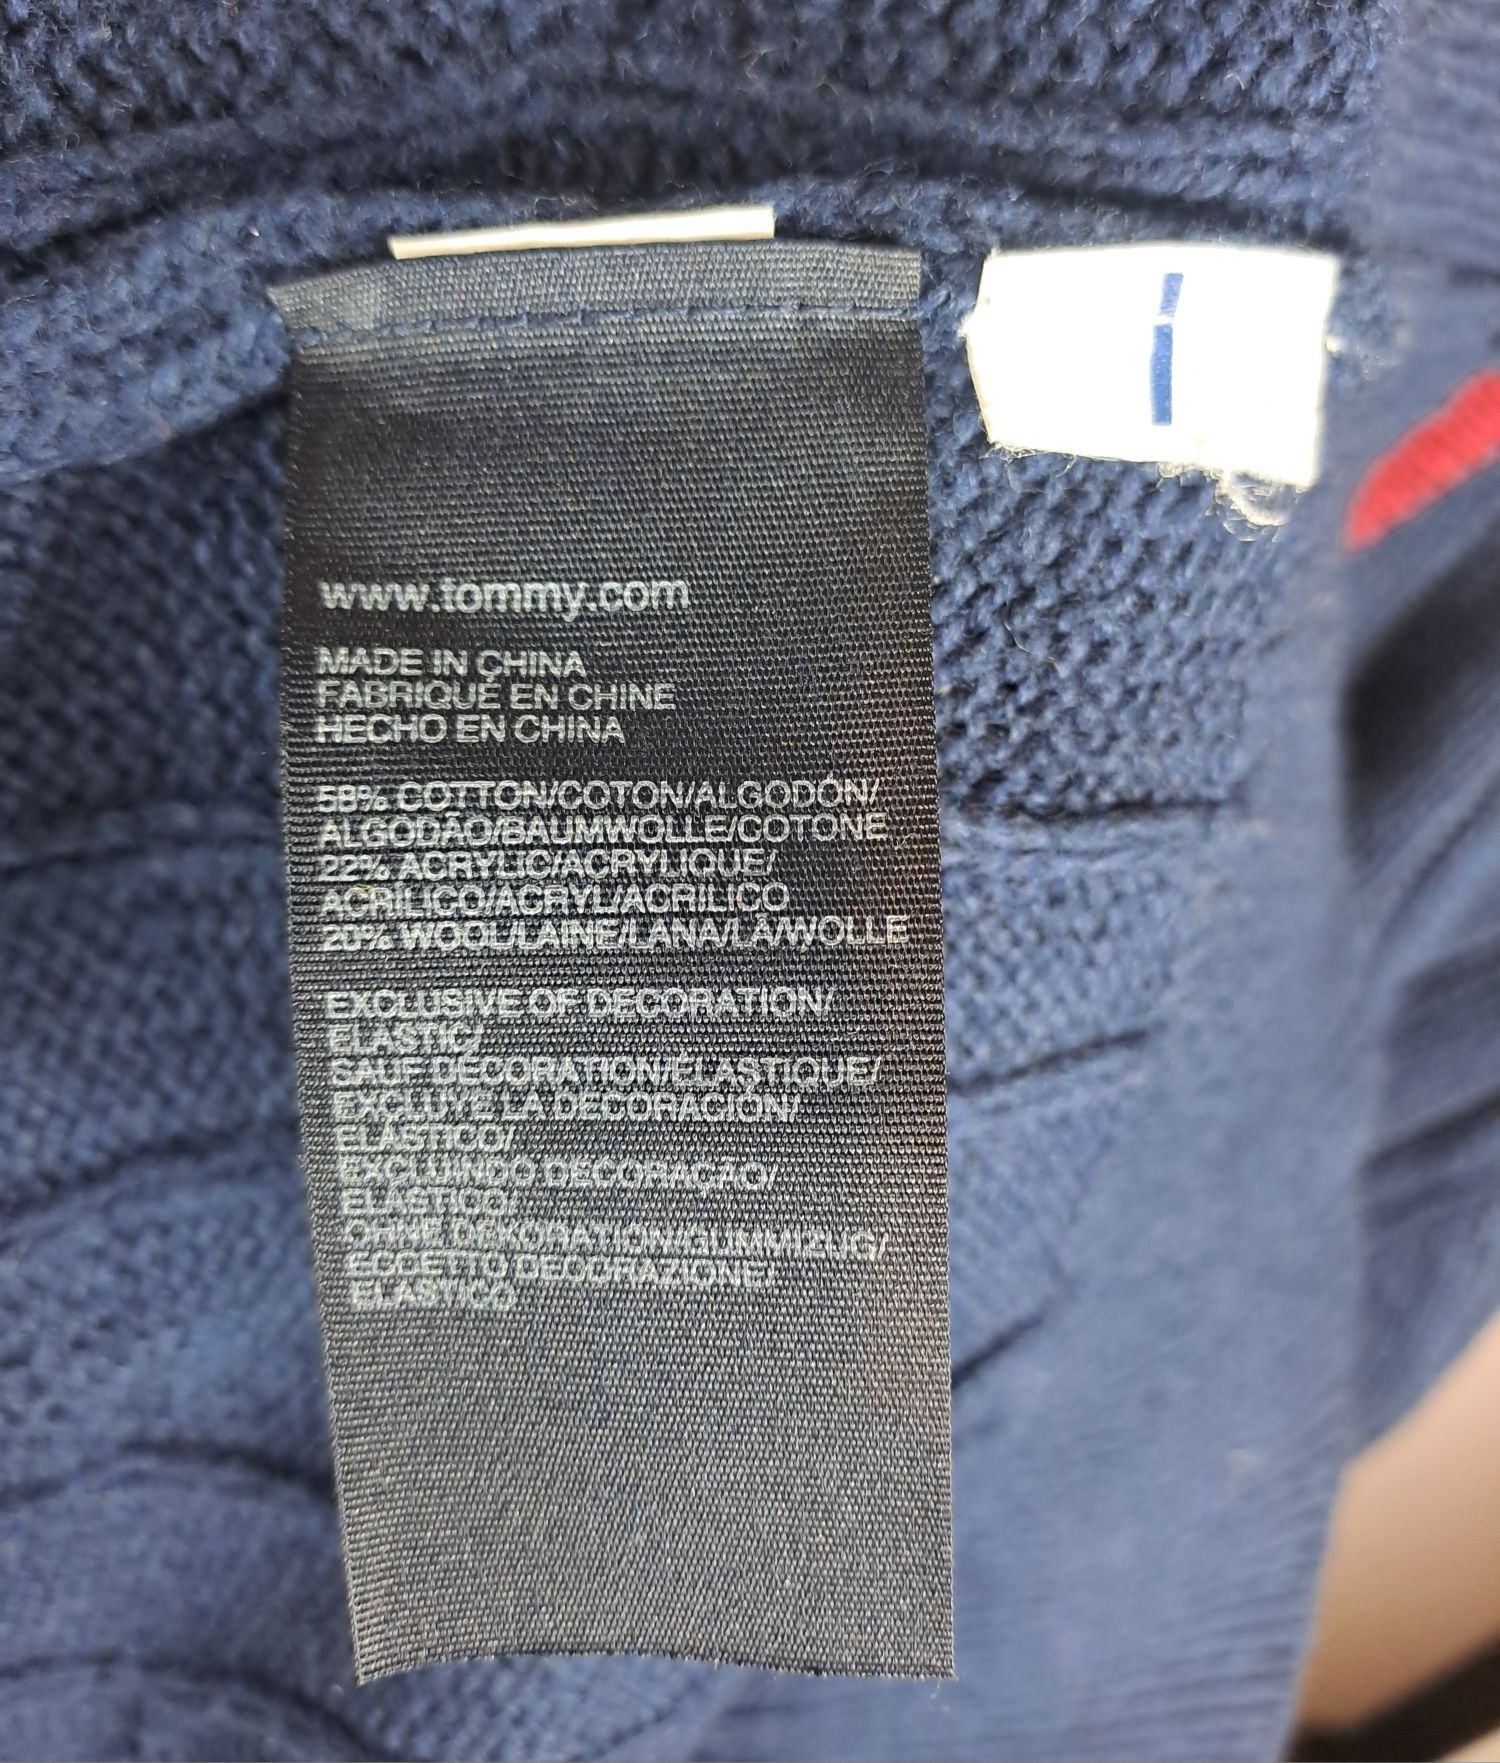 www.tommy.com
MADE IN CHINA
FABRIQUE EN CHINE
HECHO EN CHINA
58% COTTON/COTON/ALGODÓN/
ALGODÃO/BAUMWOLLE/COTONE
22% ACRYLIC/ACRYLIQUE/
ACRÍLICO/ACRYL/ACRILICO
20% WOOL/LAINE/LANA/LÃ/WOLLE
EXCLUSIVE OF DECORATION/
ELASTIC/
SAUF DÉCORATION/ÉLASTIQUE/
EXCLUYE LA DECORACIÓN/
ELÁSTICO/
EXCLUINDO DECORAÇÃO/
ELÁSTICO/
OHNE DEKORATION/GUMMIZUG/
ECCETTO DECORAZIONE/
ELASTICO